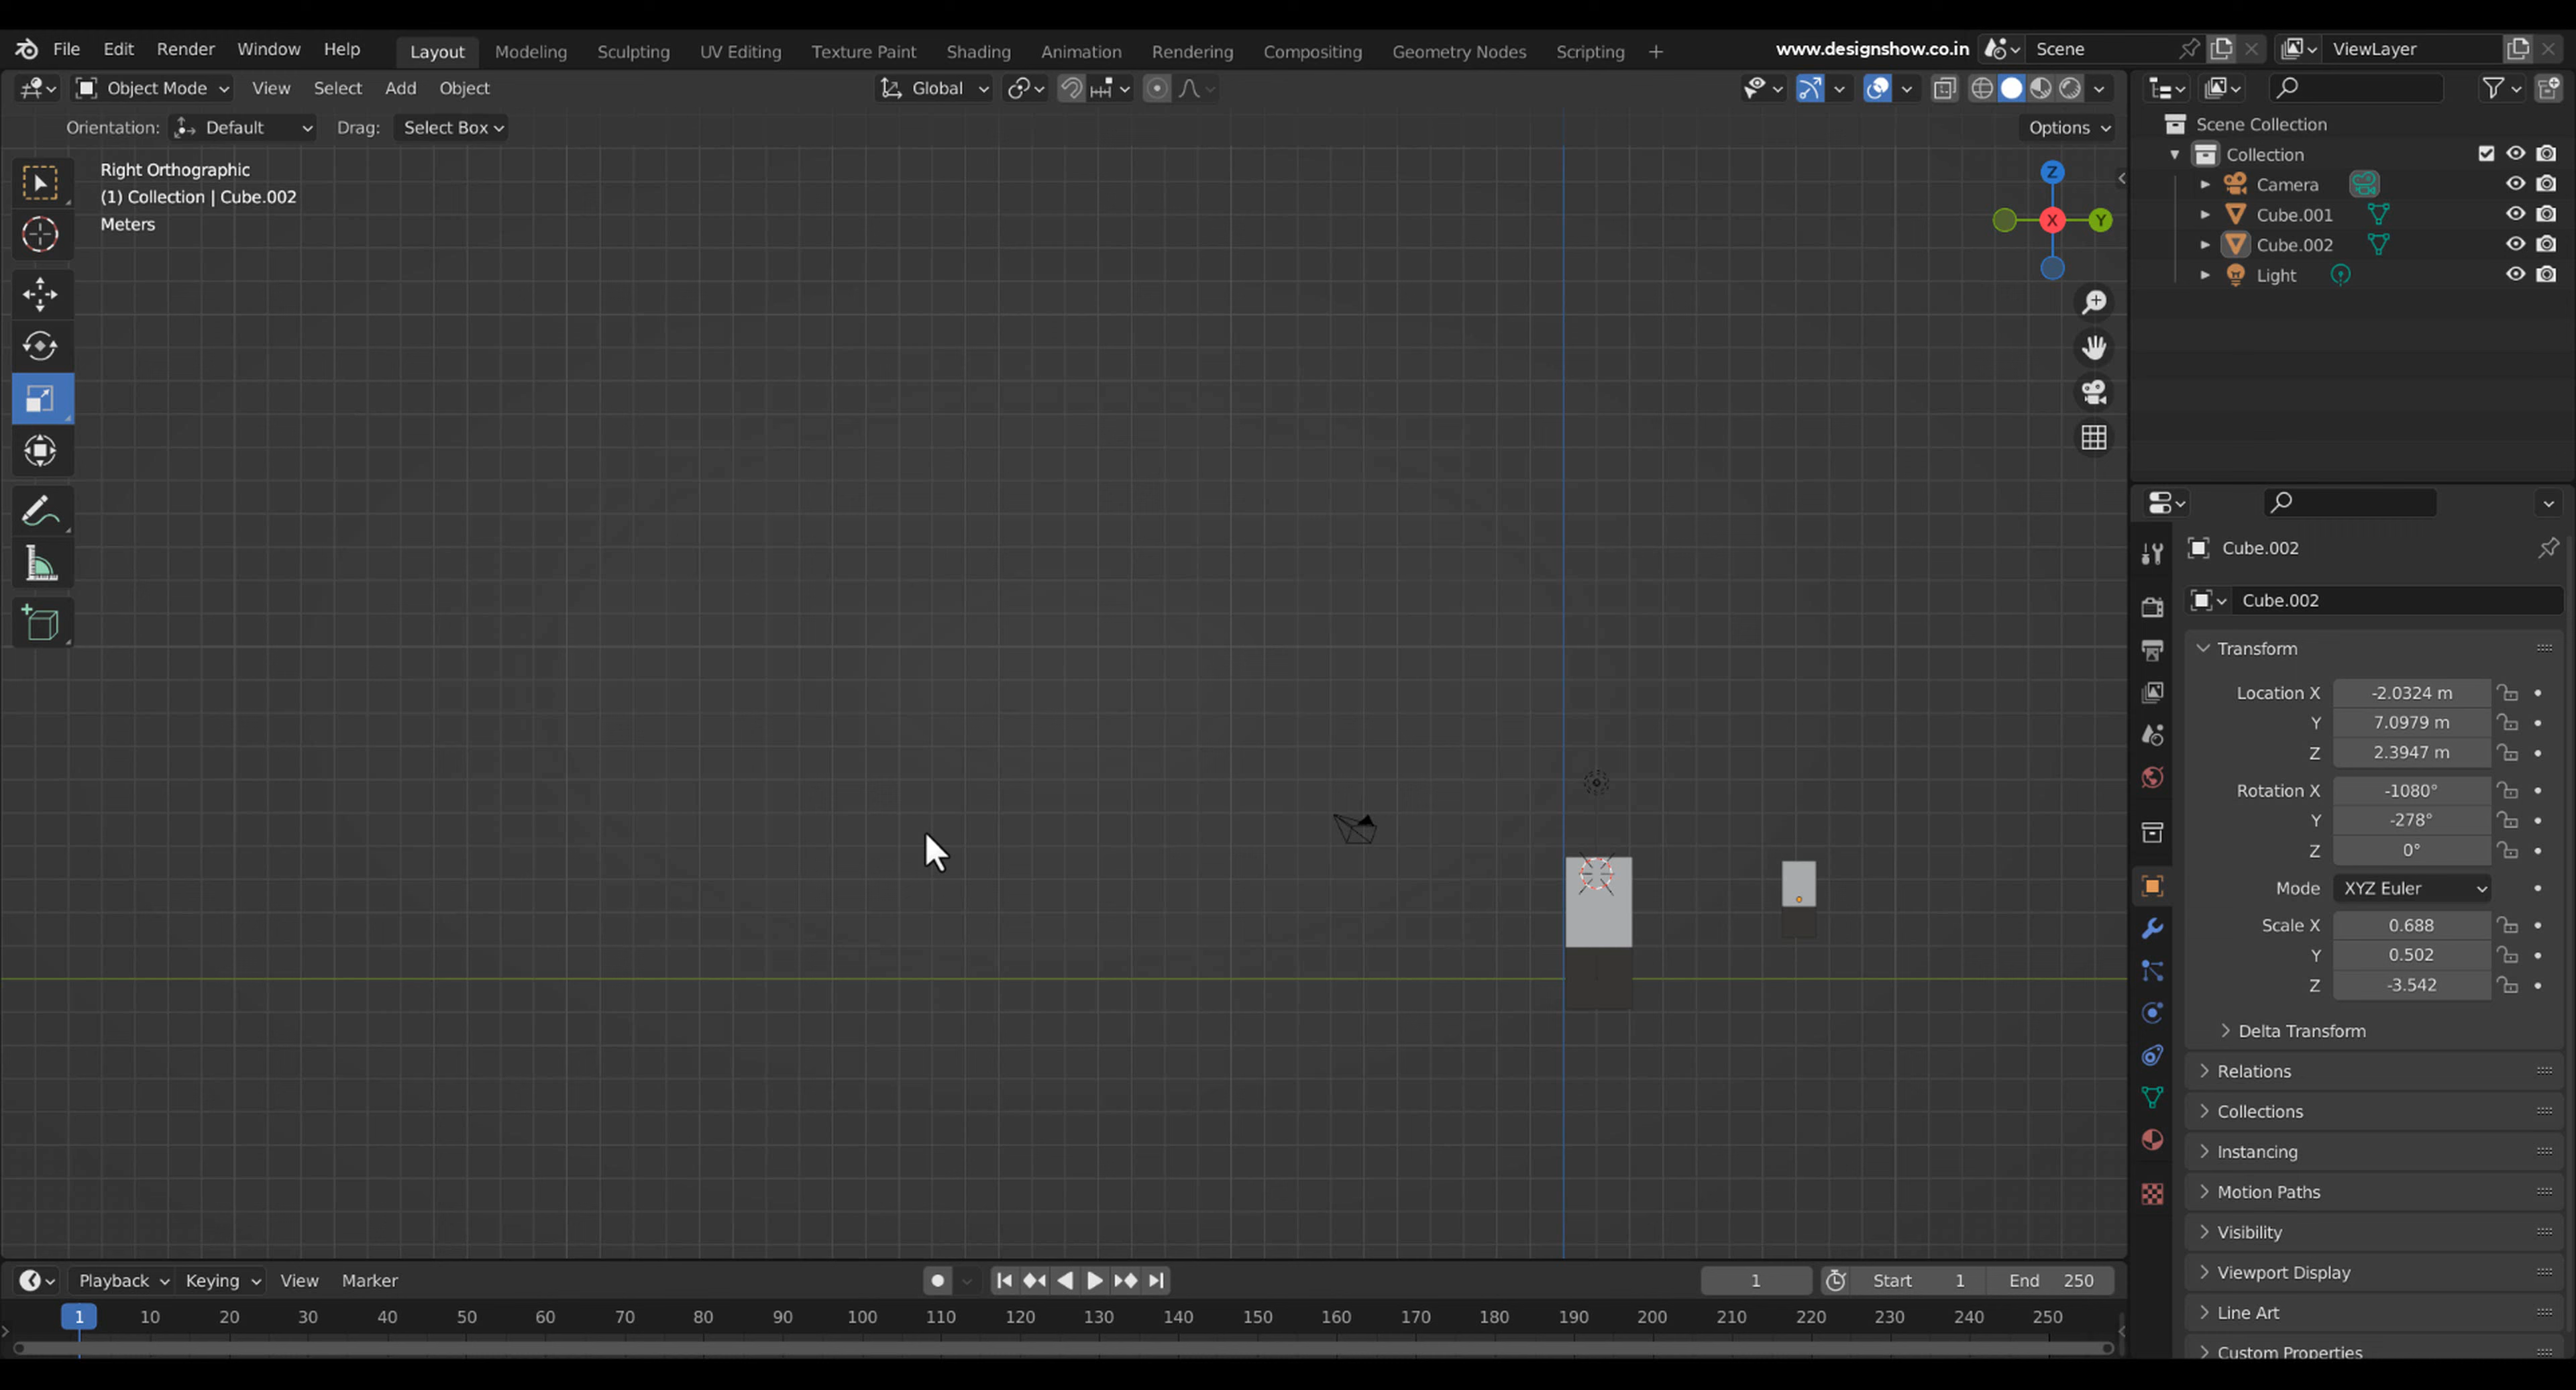 File Edit Render Window Help Layout Modeling Sculpting UV Editing Texture Paint Shading Animation Rendering Compositing Geometry Nodes Scripting + www.designshow.co.in Scene ViewLayer
Object Mode View Select Add Object Global
Orientation: Default Drag: Select Box Options
Right Orthographic
(1) Collection | Cube.002
Meters
Z
X
Y
Scene Collection
Collection
Camera
Cube.001
Cube.002
Light
Cube.002
Cube.002
Transform
Location X -2.0324 m
Y 7.0979 m
Z 2.3947 m
Rotation X -1080°
Y -278°
Z 0°
Mode XYZ Euler
Scale X 0.688
Y 0.502
Z -3.542
Delta Transform
Relations
Collections
Instancing
Motion Paths
Visibility
Viewport Display
Line Art
Custom Properties
Playback Keying View Marker 1 Start 1 End 250
1 10 20 30 40 50 60 70 80 90 100 110 120 130 140 150 160 170 180 190 200 210 220 230 240 250